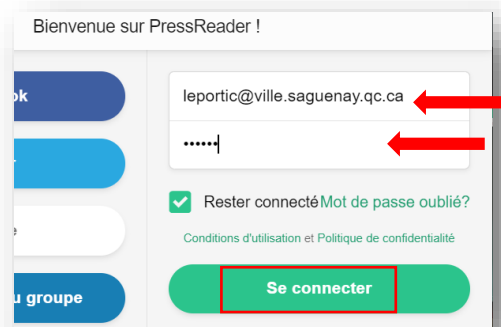 Bienvenue sur PressReader !
ok
leportic@ville.saguenay.qc.ca
••••••
Rester connecté Mot de passe oublié?
Conditions d'utilisation et Politique de confidentialité
u groupe
Se connecter